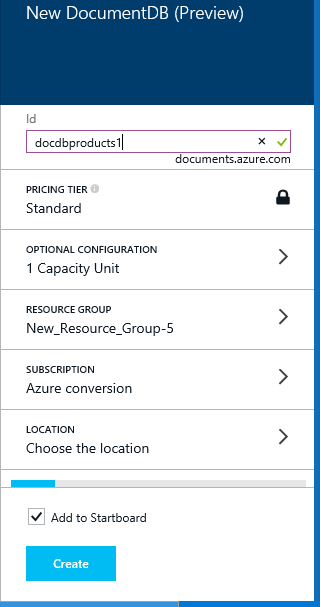 New DocumentDB (Preview)
Id
docdbproducts1
documents.azure.com
PRICING TIER
Standard
OPTIONAL CONFIGURATION
1 Capacity Unit
RESOURCE GROUP
New_Resource_Group-5
SUBSCRIPTION
Azure conversion
LOCATION
Choose the location
Add to Startboard
Create